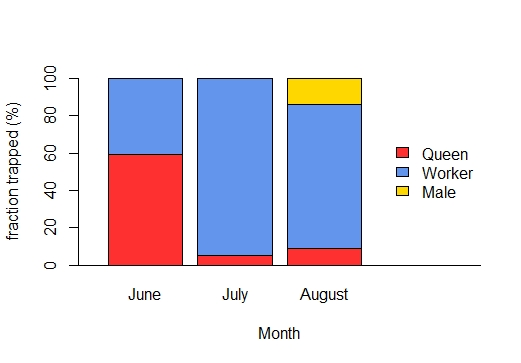 fraction trapped (%)
100
80
60
40
20
0
June July August
Month
Queen
Worker
Male